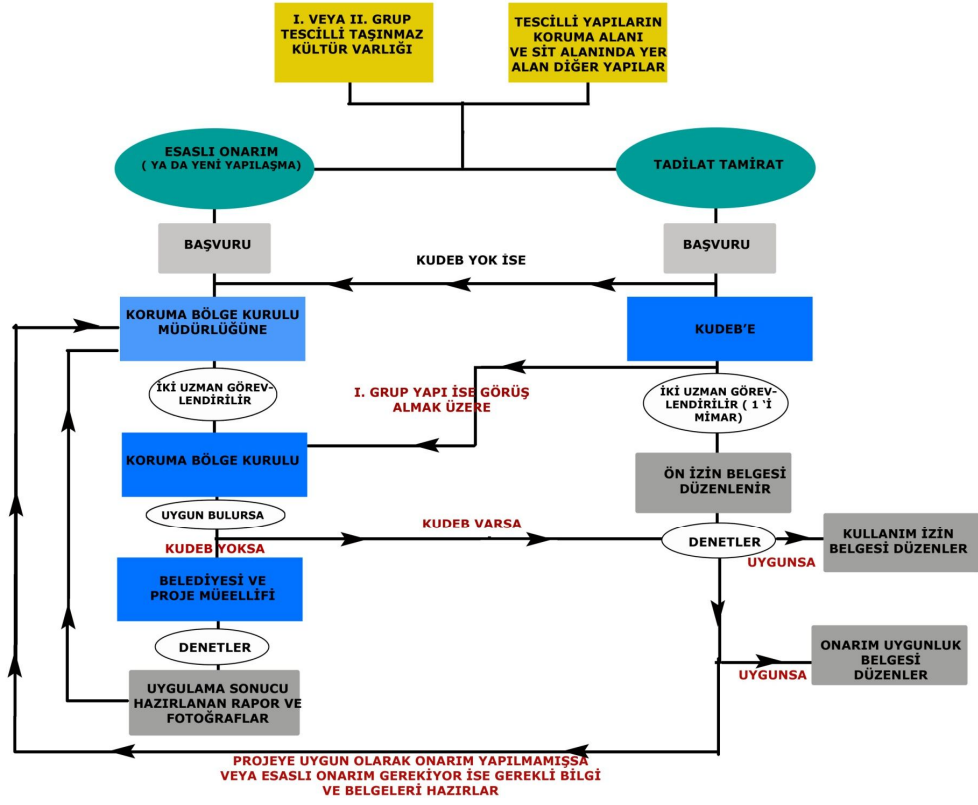 I. VEYA II. GRUP
TESCİLLİ TAŞINMAZ
KÜLTÜR VARLIĞI
TESCİLLİ YAPILARIN
KORUMA ALANI
VE SİT ALANINDA YER
ALAN DİĞER YAPILAR
ESASLI ONARIM
( YA DA YENİ YAPILAŞMA)
TADİLAT TAMİRAT
BAŞVURU
BAŞVURU
KUDEB YOK İSE
KORUMA BÖLGE KURULU
MÜDÜRLÜĞÜNE
KUDEB'E
İKİ UZMAN GÖREV-
LENDİRİLİR
I. GRUP YAPI İSE GÖRÜŞ
ALMAK ÜZERE
İKİ UZMAN GÖREV-
LENDİRİLİR ( 1 'İ
MİMAR)
KORUMA BÖLGE KURULU
ÖN İZİN BELGESİ
DÜZENLENİR
UYGUN BULURSA
KUDEB VARSA
KUDEB YOKSA
DENETLER
UYGUNSA
KULLANIM İZİN
BELGESİ DÜZENLER
BELEDİYESİ VE
PROJE MÜEELLİFİ
DENETLER
UYGUNSA
ONARIM UYGUNLUK
BELGESİ
DÜZENLER
UYGULAMA SONUCU
HAZIRLANAN RAPOR VE
FOTOĞRAFLAR
PROJEYE UYGUN OLARAK ONARIM YAPILMAMIŞSA
VEYA ESASLI ONARIM GEREKİYOR İSE GEREKLİ BİLGİ
VE BELGELERİ HAZIRLAR